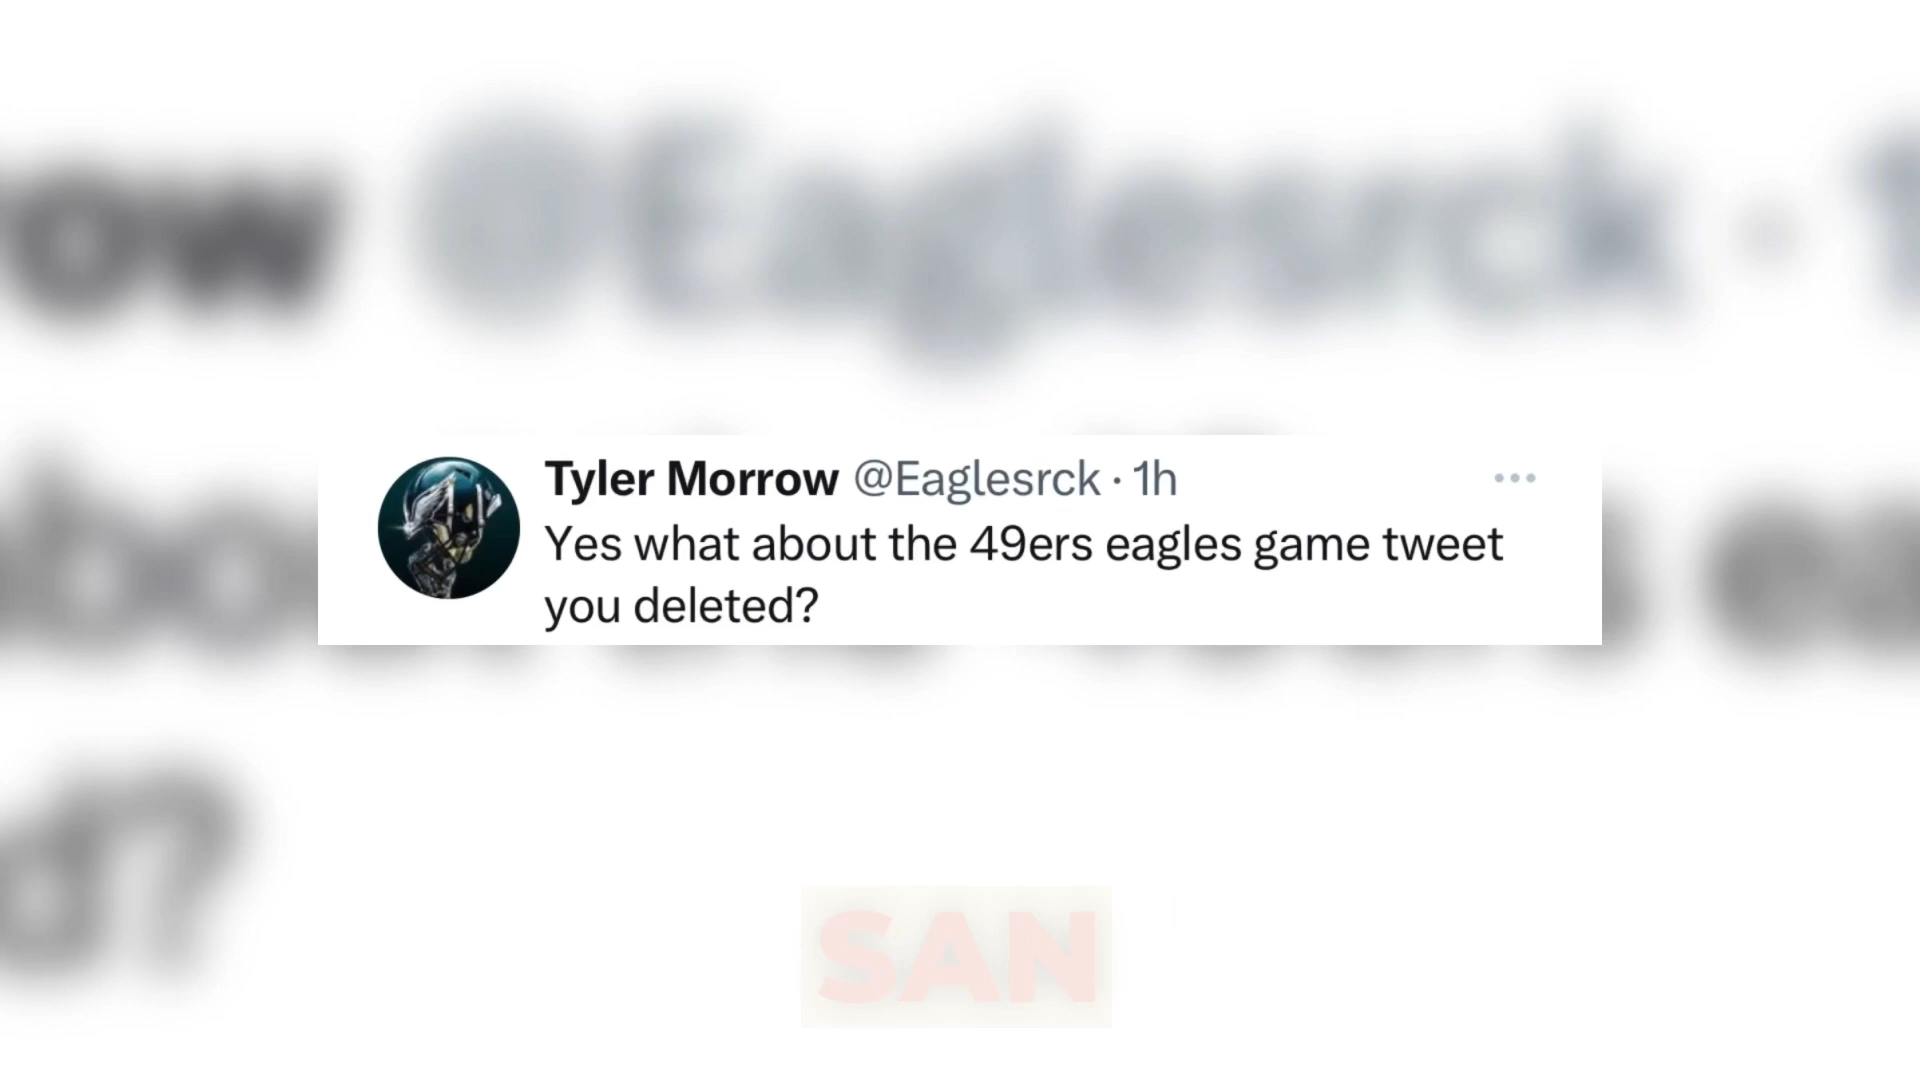 Tyler Morrow @Eaglesrck · 1h
Yes what about the 49ers eagles game tweet
you deleted?
SAN